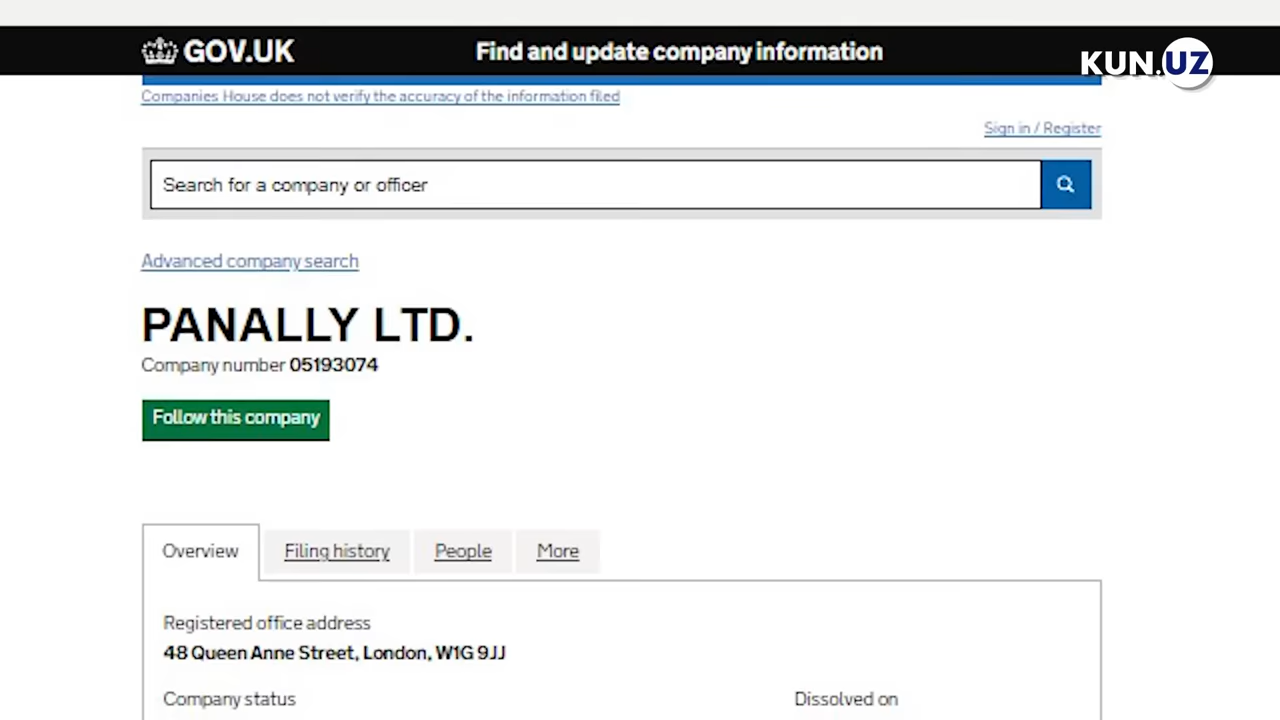 GOV.UK
Find and update company information
KUN.UZ
Companies House does not verify the accuracy of the information filed
Sign in / Register
Search for a company or officer
Advanced company search
PANALLY LTD.
Company number 05193074
Follow this company
Overview Filing history People More
Registered office address
48 Queen Anne Street, London, W1G 9JJ
Company status Dissolved on